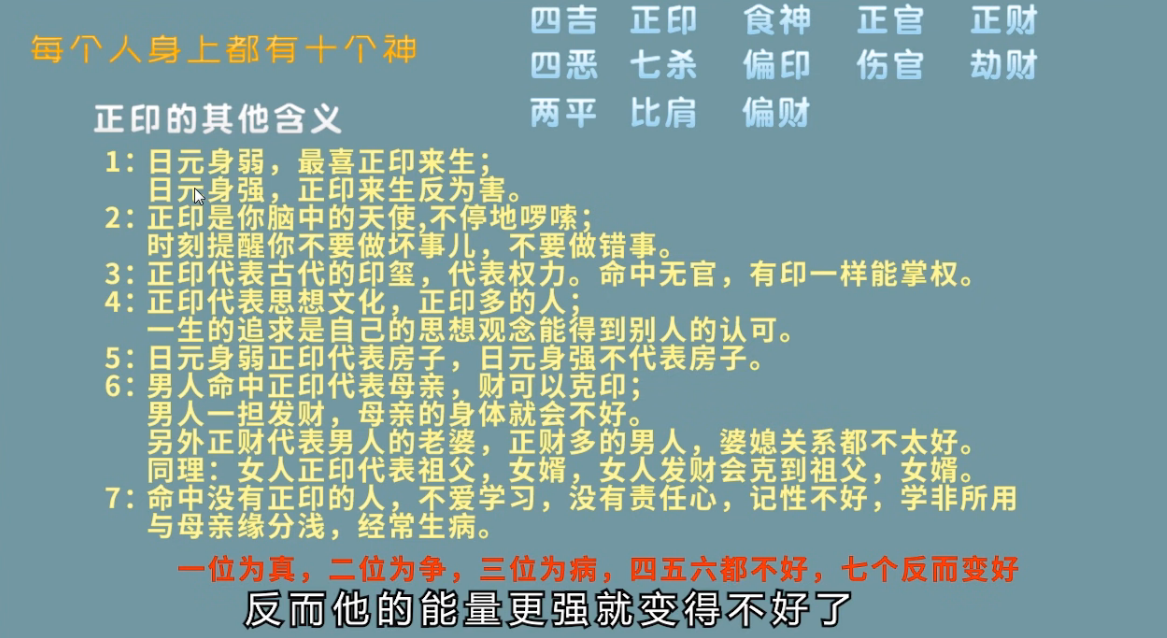 每个人身上都有十个神
四吉 正印 食神 正官 正财
四恶 七杀 偏印 伤官 劫财
两平 比肩 偏财
正印的其他含义
1：日元身弱，最喜正印来生；
日元身强，正印来生反为害。
2：正印是你脑中的天使,不停地啰嗦；
时刻提醒你不要做坏事儿，不要做错事。
3：正印代表古代的印玺，代表权力。命中无官，有印一样能掌权。
4：正印代表思想文化，正印多的人；
一生的追求是自己的思想观念能得到别人的认可。
5：日元身弱正印代表房子，日元身强不代表房子。
6：男人命中正印代表母亲，财可以克印；
男人一担发财，母亲的身体就会不好。
另外正财代表男人的老婆，正财多的男人，婆媳关系都不太好。
同理：女人正印代表祖父，女婿，女人发财会克到祖父，女婿。
7：命中没有正印的人，不爱学习，没有责任心，记性不好，学非所用
与母亲缘分浅，经常生病。
一位为真，二位为争，三位为病，四五六都不好，七个反而变好
反而他的能量更强就变得不好了